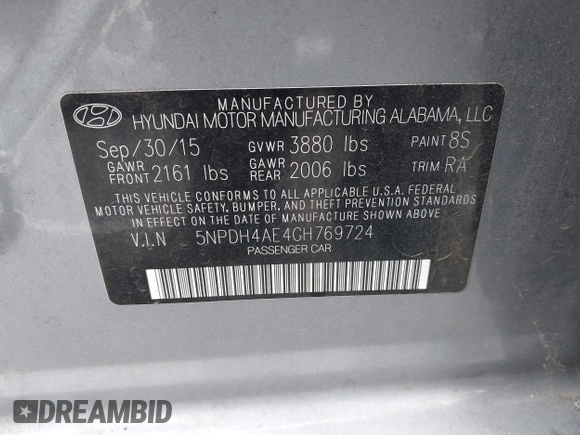 MANUFACTURED BY
HYUNDAI MOTOR MANUFACTURING ALABAMA, LLC
Sep/30/15 GVWR 3880 lbs PAINT 8S
GAWR FRONT 2161 lbs GAWR REAR 2006 lbs TRIM RA
THIS VEHICLE CONFORMS TO ALL APPLICABLE U.S.A. FEDERAL
MOTOR VEHICLE SAFETY, BUMPER, AND THEFT PREVENTION
STANDARDS IN EFFECT ON THE DATE OF MANUFACTURE SHOWN ABOVE.
V.I.N 5NPDH4AE4GH769724
PASSENGER CAR
DREAMBID